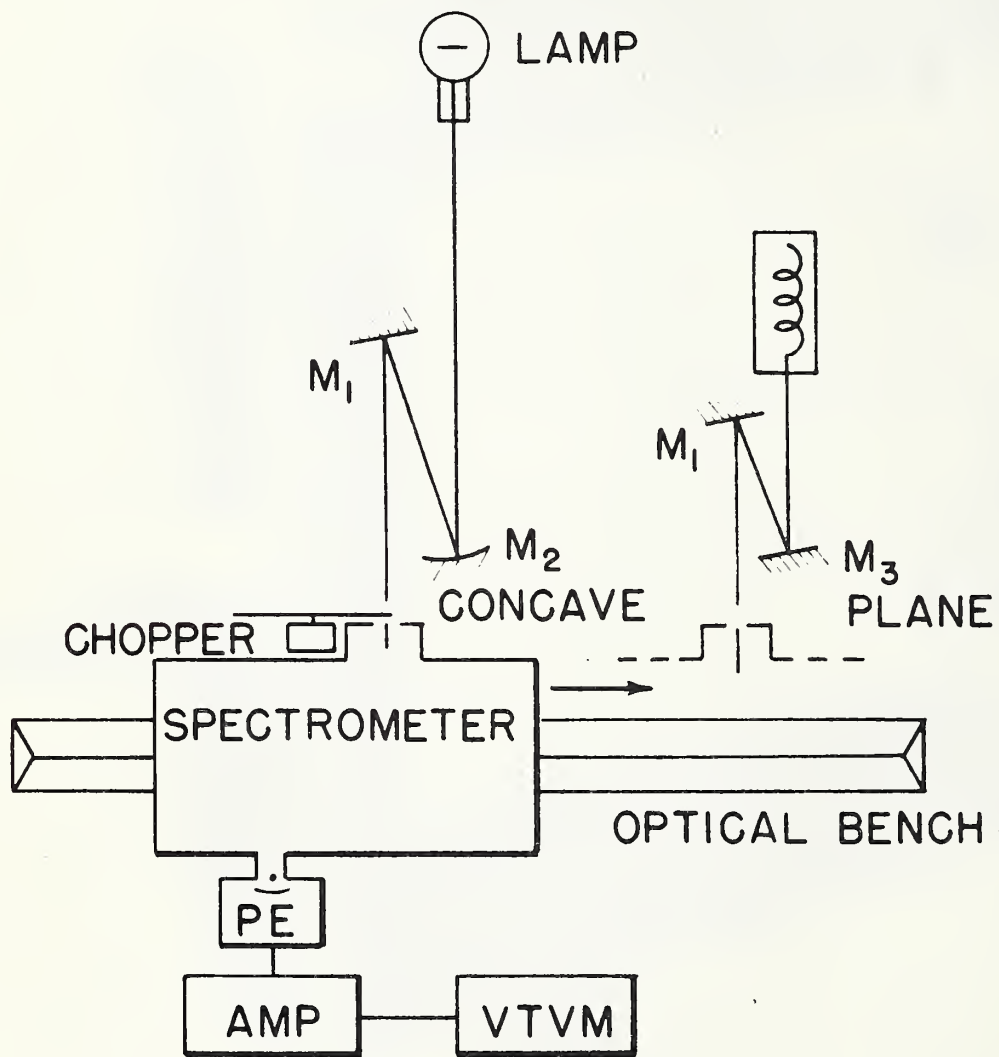 LAMP
M1
M1
M2
CONCAVE
M3
PLANE
CHOPPER
SPECTROMETER
OPTICAL BENCH
PE
AMP
VTVM